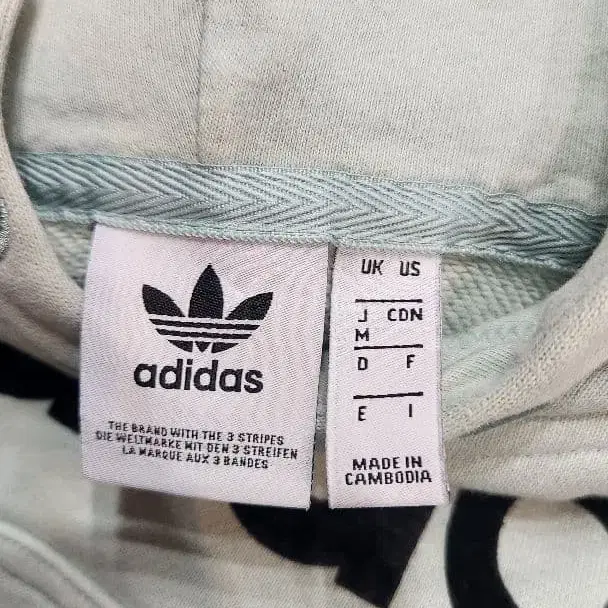 adidas
THE BRAND WITH THE 3 STRIPES
DIE WELTMARKE MIT DEN 3 STREIFEN
LA MARQUE AUX 3 BANDES
UK US
J CDN
M
D F
E I
MADE IN
CAMBODIA